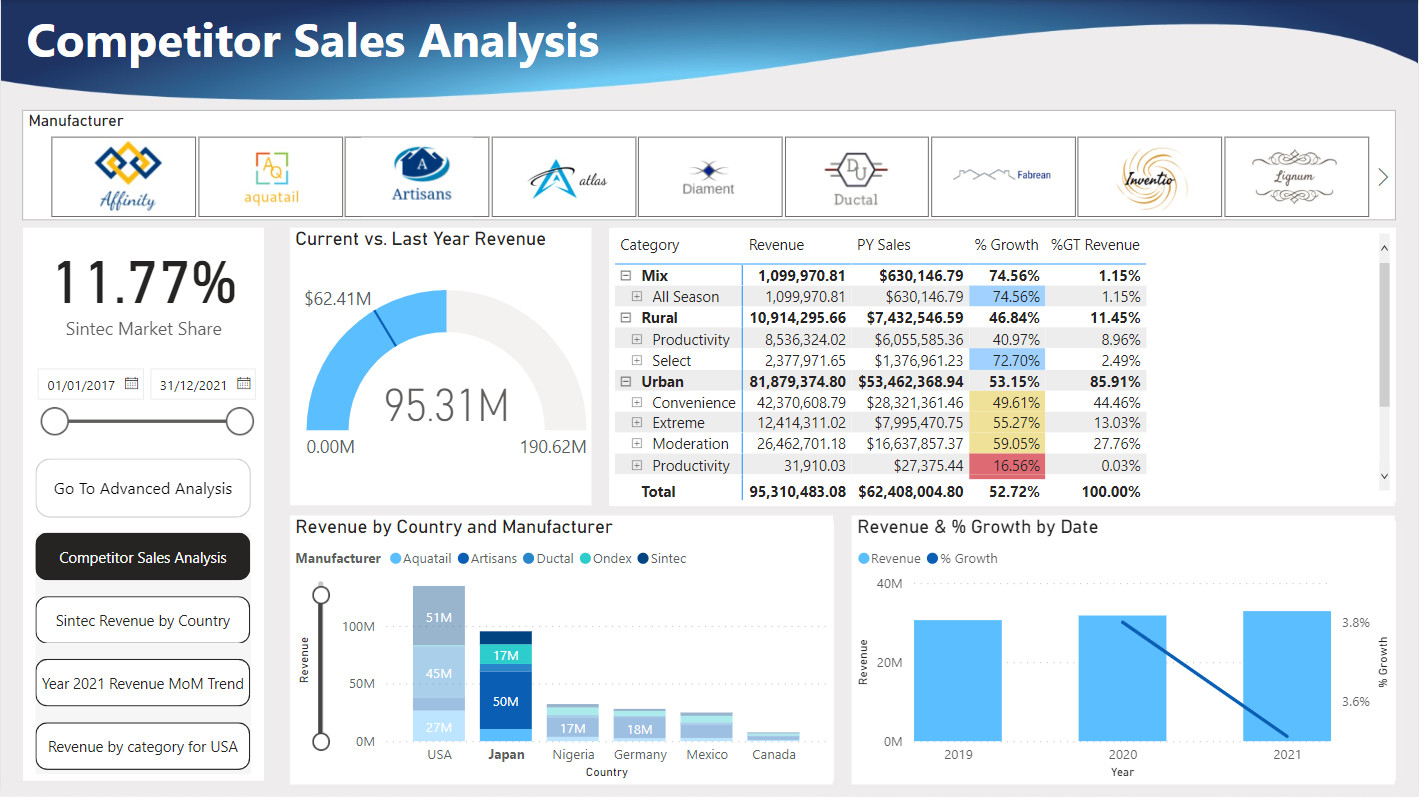 Competitor Sales Analysis
Manufacturer
Affinity
AQ
aquatail
A
Artisans
atlas
Diament
DU
Ductal
Fabrean
Inventio
Lignum
11.77%
Sintec Market Share
01/01/2017 31/12/2021
Go To Advanced Analysis
Competitor Sales Analysis
Sintec Revenue by Country
Year 2021 Revenue MoM Trend
Revenue by category for USA
Current vs. Last Year Revenue
$62.41M
95.31M
0.00M 190.62M
Category Revenue PY Sales % Growth %GT Revenue
Mix 1,099,970.81 $630,146.79 74.56% 1.15%
All Season 1,099,970.81 $630,146.79 74.56% 1.15%
Rural 10,914,295.66 $7,432,546.59 46.84% 11.45%
Productivity 8,536,324.02 $6,055,585.36 40.97% 8.96%
Select 2,377,971.65 $1,376,961.23 72.70% 2.49%
Urban 81,879,374.80 $53,462,368.94 53.15% 85.91%
Convenience 42,370,608.79 $28,321,361.46 49.61% 44.46%
Extreme 12,414,311.02 $7,995,470.75 55.27% 13.03%
Moderation 26,462,701.18 $16,637,857.37 59.05% 27.76%
Productivity 31,910.03 $27,375.44 16.56% 0.03%
Total 95,310,483.08 $62,408,004.80 52.72% 100.00%
Revenue by Country and Manufacturer
Manufacturer Aquatail Artisans Ductal Ondex Sintec
Revenue
100M
50M
0M
51M
45M
27M
17M
50M
17M
18M
USA Japan Nigeria Germany Mexico Canada
Country
Revenue & % Growth by Date
Revenue % Growth
40M
20M
0M
Revenue
3.8%
3.6%
% Growth
2019 2020 2021
Year